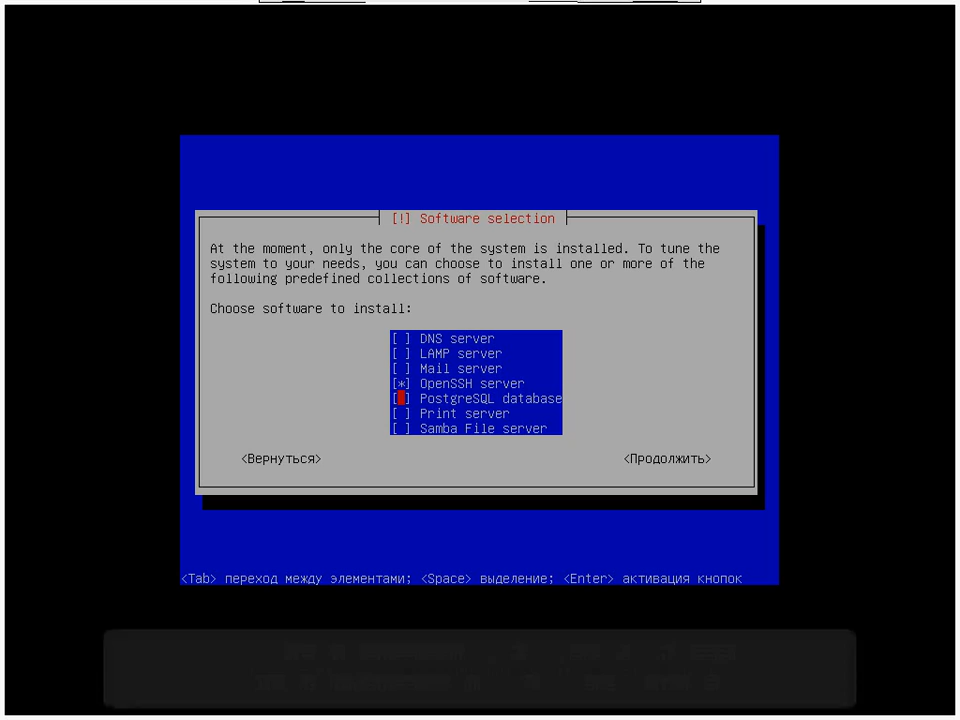 [!] Software selection
At the moment, only the core of the system is installed. To tune the
system to your needs, you can choose to install one or more of the
following predefined collections of software.
Choose software to install:
[ ] DNS server
[ ] LAMP server
[ ] Mail server
[*] OpenSSH server
[ ] PostgreSQL database
[ ] Print server
[ ] Samba File server
<Вернуться> <Продолжить>
<Tab> переход между элементами; <Space> выделение; <Enter> активация кнопок